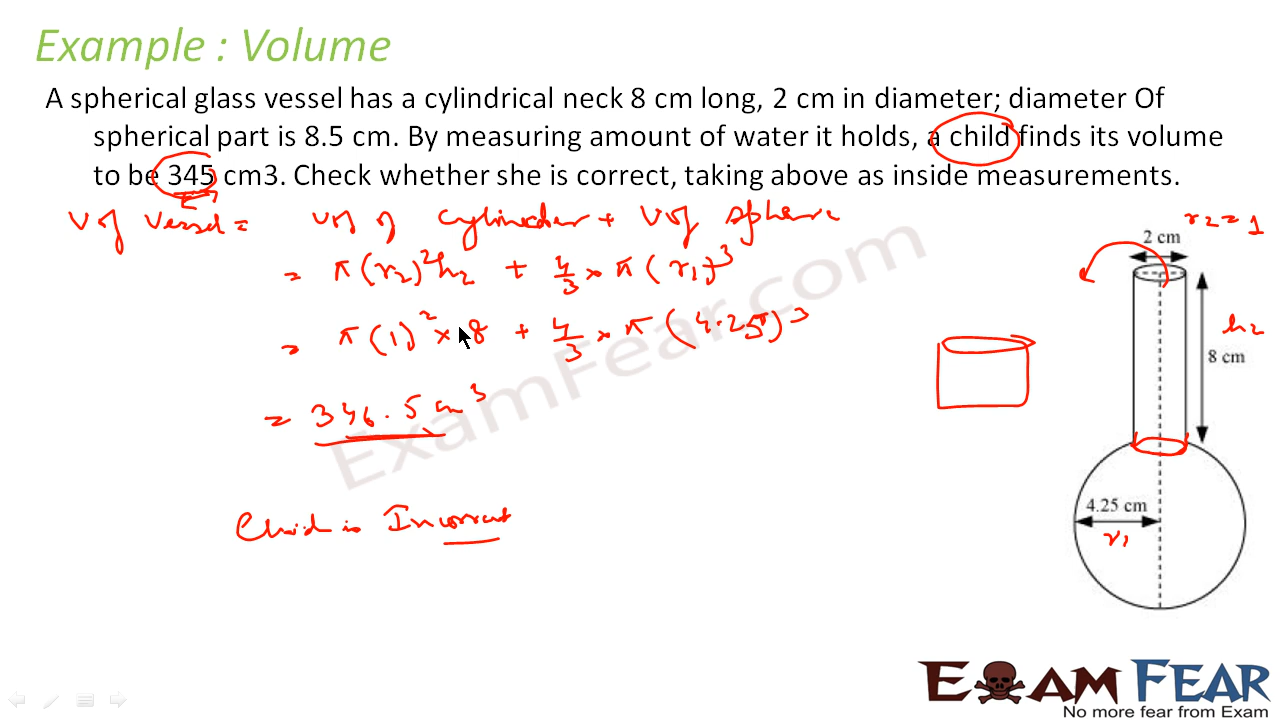 Example : Volume
A spherical glass vessel has a cylindrical neck 8 cm long, 2 cm in diameter; diameter Of
spherical part is 8.5 cm. By measuring amount of water it holds, a child finds its volume
to be 345 cm3. Check whether she is correct, taking above as inside measurements.
V of Vessel = V of cylinder + V of sphere
r2 = 1
2 cm
= π(r2)²h2 + 4/3 × π(r1)³
= π(1)² × 8 + 4/3 × π(4.25)³
h2
8 cm
= 346.5 cm³
4.25 cm
r1
Child is Incorrect
ExamFear.com
EXAM FEAR
No more fear from Exam